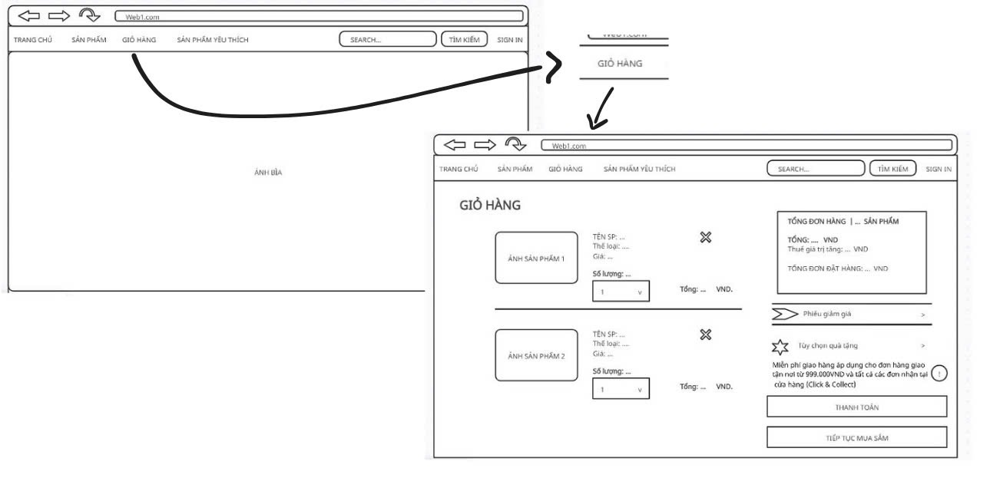 Web1.com
TRANG CHỦ SẢN PHẨM GIỎ HÀNG SẢN PHẨM YÊU THÍCH SEARCH... TÌM KIẾM SIGN IN
ẢNH BÌA
Web1.com
GIỎ HÀNG
Web1.com
TRANG CHỦ SẢN PHẨM GIỎ HÀNG SẢN PHẨM YÊU THÍCH SEARCH... TÌM KIẾM SIGN IN
GIỎ HÀNG
ẢNH SẢN PHẨM 1
TÊN SP: ...
Thể loại: ....
Giá: ...
Số lượng: ...
1 v
Tổng: ... VND.
ẢNH SẢN PHẨM 2
TÊN SP: ...
Thể loại: ....
Giá: ...
Số lượng: ...
1 v
Tổng: ... VND.
TỔNG ĐƠN HÀNG | ... SẢN PHẨM
TỔNG: .... VND
Thuế giá trị tăng: ... VND
TỔNG ĐƠN ĐẶT HÀNG: ... VND
Phiếu giảm giá >
Tùy chọn quà tặng >
Miễn phí giao hàng áp dụng cho đơn hàng giao
tận nơi từ 999.000VND và tất cả các đơn nhận tại
cửa hàng (Click & Collect)
!
THANH TOÁN
TIẾP TỤC MUA SẮM